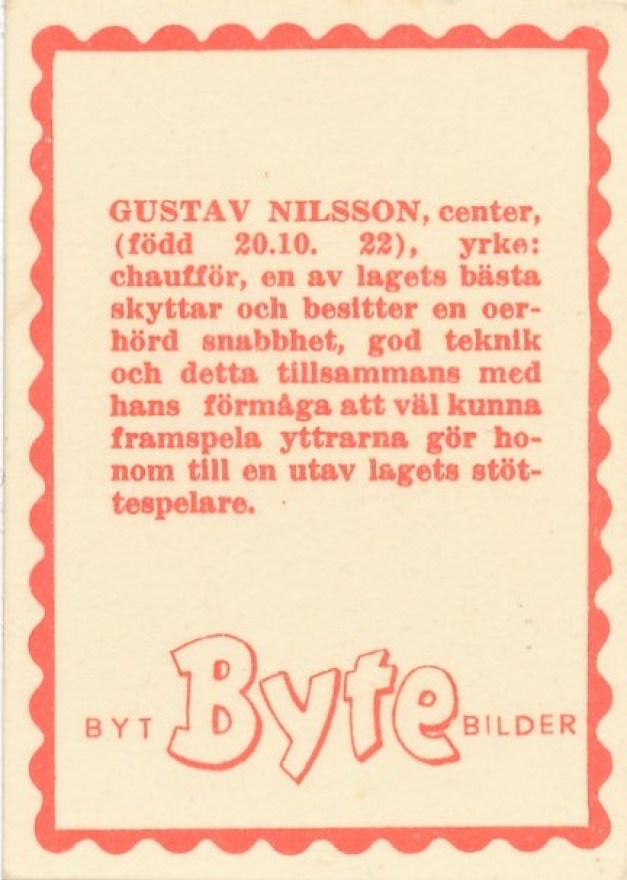 GUSTAV NILSSON, center,
(född 20.10. 22), yrke:
chaufför, en av lagets bästa
skyttar och besitter en oer-
hörd snabbhet, god teknik
och detta tillsammans med
hans förmåga att väl kunna
framspela yttrarna gör ho-
nom till en utav lagets stöt-
tespelare.
BYT Byte BILDER